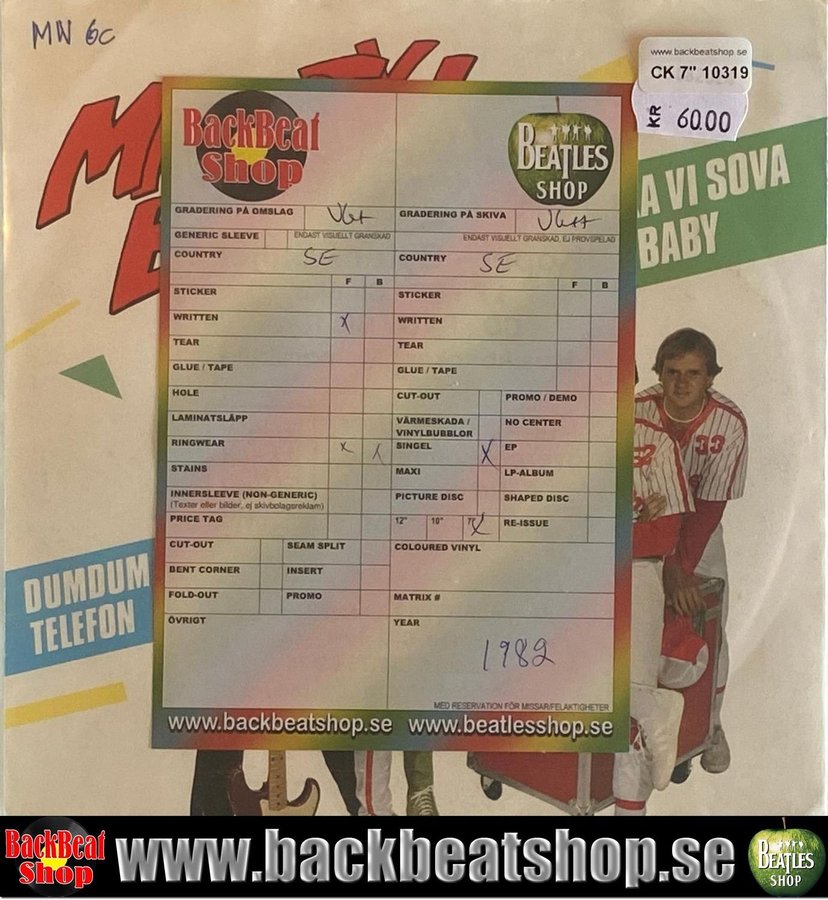 MN 6c
www.backbeatshop.se
CK 7" 10319
KR 60.00
A VI SOVA
BABY
DUMDUM
TELEFON
BackBeat
Shop
BEATLES
SHOP
GRADERING PÅ OMSLAG VG+
GRADERING PÅ SKIVA VG++
GENERIC SLEEVE ENDAST VISUELLT GRANSKAD
ENDAST VISUELLT GRANSKAD, EJ PROVSPELAD
COUNTRY SE
COUNTRY SE
F B
F B
STICKER
STICKER
WRITTEN X
WRITTEN
TEAR
TEAR
GLUE / TAPE
GLUE / TAPE
HOLE
CUT-OUT PROMO / DEMO
LAMINATSLÄPP
VÄRMESKADA /
VINYLBUBBLOR
NO CENTER
RINGWEAR X X
SINGEL X EP
STAINS
MAXI LP-ALBUM
INNERSLEEVE (NON-GENERIC)
(Texter eller bilder, ej skivbolagsreklam)
PICTURE DISC SHAPED DISC
PRICE TAG
12" 10" 7" X RE-ISSUE
CUT-OUT SEAM SPLIT
COLOURED VINYL
BENT CORNER INSERT
FOLD-OUT PROMO
MATRIX #
ÖVRIGT
YEAR
1982
MED RESERVATION FÖR MISSAR/FELAKTIGHETER
www.backbeatshop.se www.beatlesshop.se
BackBeat
Shop
www.backbeatshop.se
BEATLES
SHOP